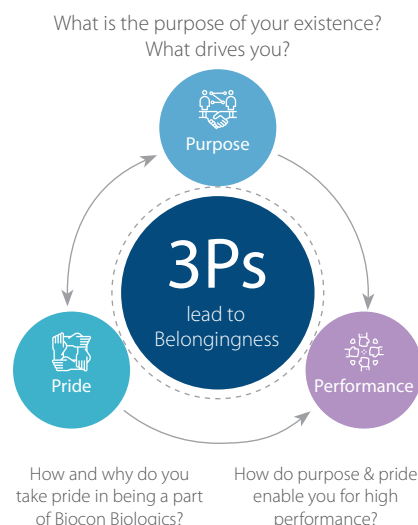 What is the purpose of your existence?
What drives you?
Purpose
3Ps
lead to
Belongingness
Pride
Performance
How and why do you
take pride in being a part
of Biocon Biologics?
How do purpose & pride
enable you for high
performance?